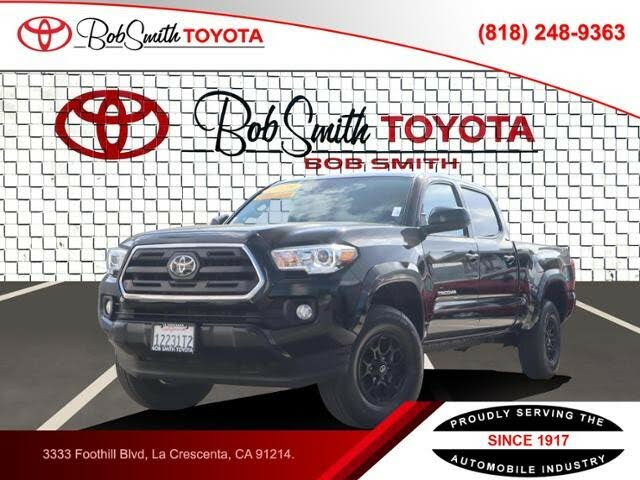 Bob Smith TOYOTA
(818) 248-9363
Bob Smith TOYOTA
BOB SMITH
TACOMA
12231T2
BOB SMITH TOYOTA
3333 Foothill Blvd, La Crescenta, CA 91214.
PROUDLY SERVING THE
SINCE 1917
AUTOMOBILE INDUSTRY